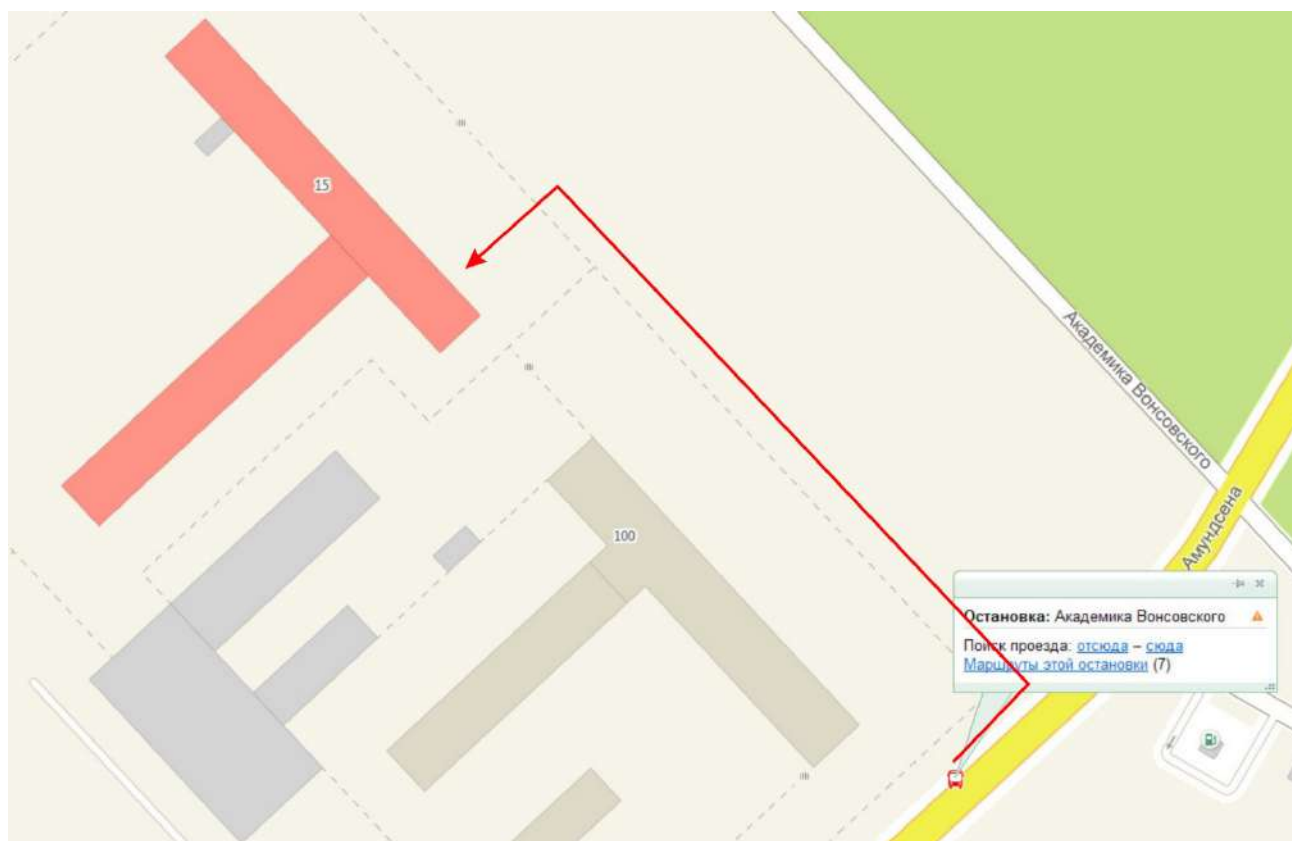 15
Академика Вонсовского
Амундсена
100
Остановка: Академика Вонсовского
Поиск проезда: отсюда – сюда
Маршруты этой остановки (7)